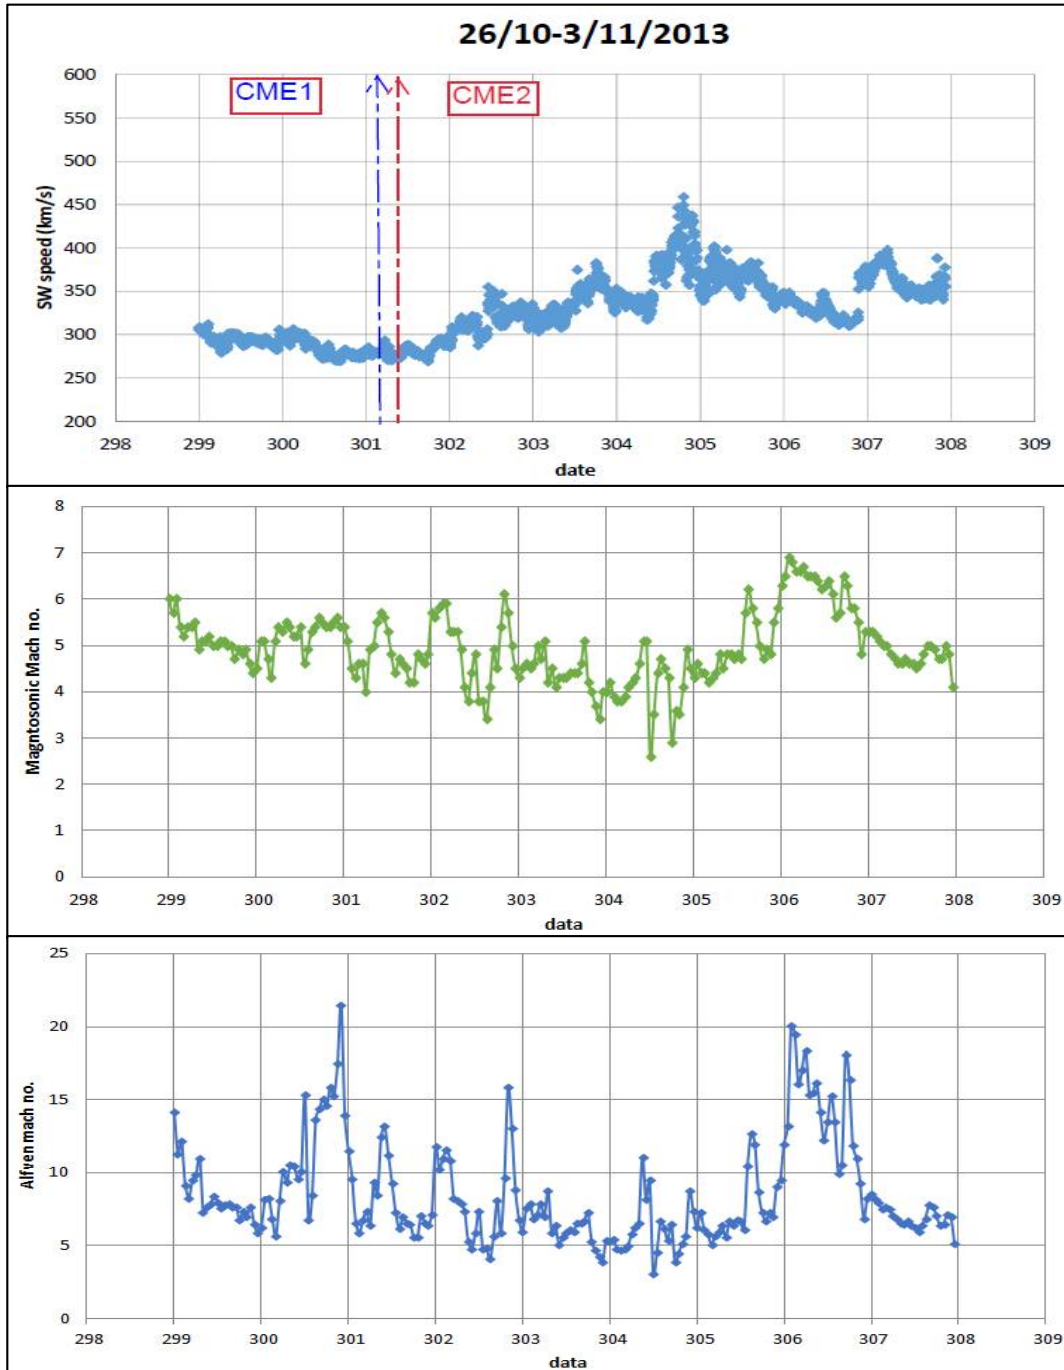 26/10-3/11/2013
CME1 CME2
600
550
500
450
400
350
300
250
200
SW speed (km/s)
298 299 300 301 302 303 304 305 306 307 308 309
date
8
7
6
5
4
3
2
1
0
Magntosonic Mach no.
298 299 300 301 302 303 304 305 306 307 308 309
data
25
20
15
10
5
0
Alfven mach no.
298 299 300 301 302 303 304 305 306 307 308 309
data